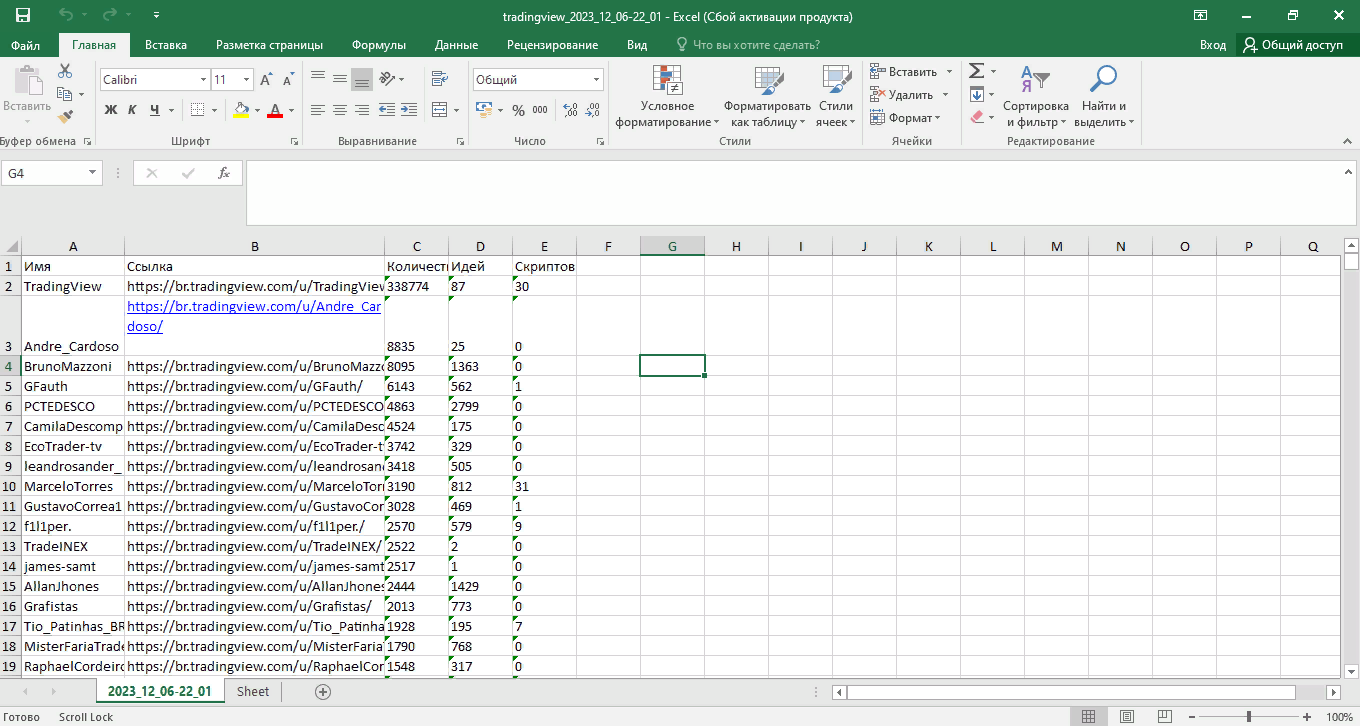 tradingview_2023_12_06-22_01 - Excel (Сбой активации продукта)
Файл Главная Вставка Разметка страницы Формулы Данные Рецензирование Вид Что вы хотите сделать? Вход Общий доступ
Вставить
Calibri 11 A A
Ж К Ч А
Общий
% 000 ,00 ,00
Условное форматирование
Форматировать как таблицу
Стили ячеек
Вставить
Удалить
Формат
Σ
Сортировка и фильтр
Найти и выделить
Буфер обмена Шрифт Выравнивание Число Стили Ячейки Редактирование
G4 fx
A B C D E F G H I J K L M N O P Q
1 Имя Ссылка Количест Идей Скриптов
2 TradingView https://br.tradingview.com/u/TradingView 338774 87 30
https://br.tradingview.com/u/Andre_Car
doso/
3 Andre_Cardoso 8835 25 0
4 BrunoMazzoni https://br.tradingview.com/u/BrunoMazzo 8095 1363 0
5 GFauth https://br.tradingview.com/u/GFauth/ 6143 562 1
6 PCTEDESCO https://br.tradingview.com/u/PCTEDESCO 4863 2799 0
7 CamilaDescomp https://br.tradingview.com/u/CamilaDesc 4524 175 0
8 EcoTrader-tv https://br.tradingview.com/u/EcoTrader-t 3742 329 0
9 leandrosander_ https://br.tradingview.com/u/leandrosan 3418 505 0
10 MarceloTorres https://br.tradingview.com/u/MarceloTorr 3190 812 31
11 GustavoCorrea1 https://br.tradingview.com/u/GustavoCor 3028 469 1
12 f1l1per. https://br.tradingview.com/u/f1l1per./ 2570 579 9
13 TradeINEX https://br.tradingview.com/u/TradeINEX/ 2522 2 0
14 james-samt https://br.tradingview.com/u/james-samt 2517 1 0
15 AllanJhones https://br.tradingview.com/u/AllanJhones 2444 1429 0
16 Grafistas https://br.tradingview.com/u/Grafistas/ 2013 773 0
17 Tio_Patinhas_BR https://br.tradingview.com/u/Tio_Patinha 1928 195 7
18 MisterFariaTrade https://br.tradingview.com/u/MisterFaria 1790 768 0
19 RaphaelCordeiro https://br.tradingview.com/u/RaphaelCor 1548 317 0
2023_12_06-22_01 Sheet
Готово Scroll Lock 100%